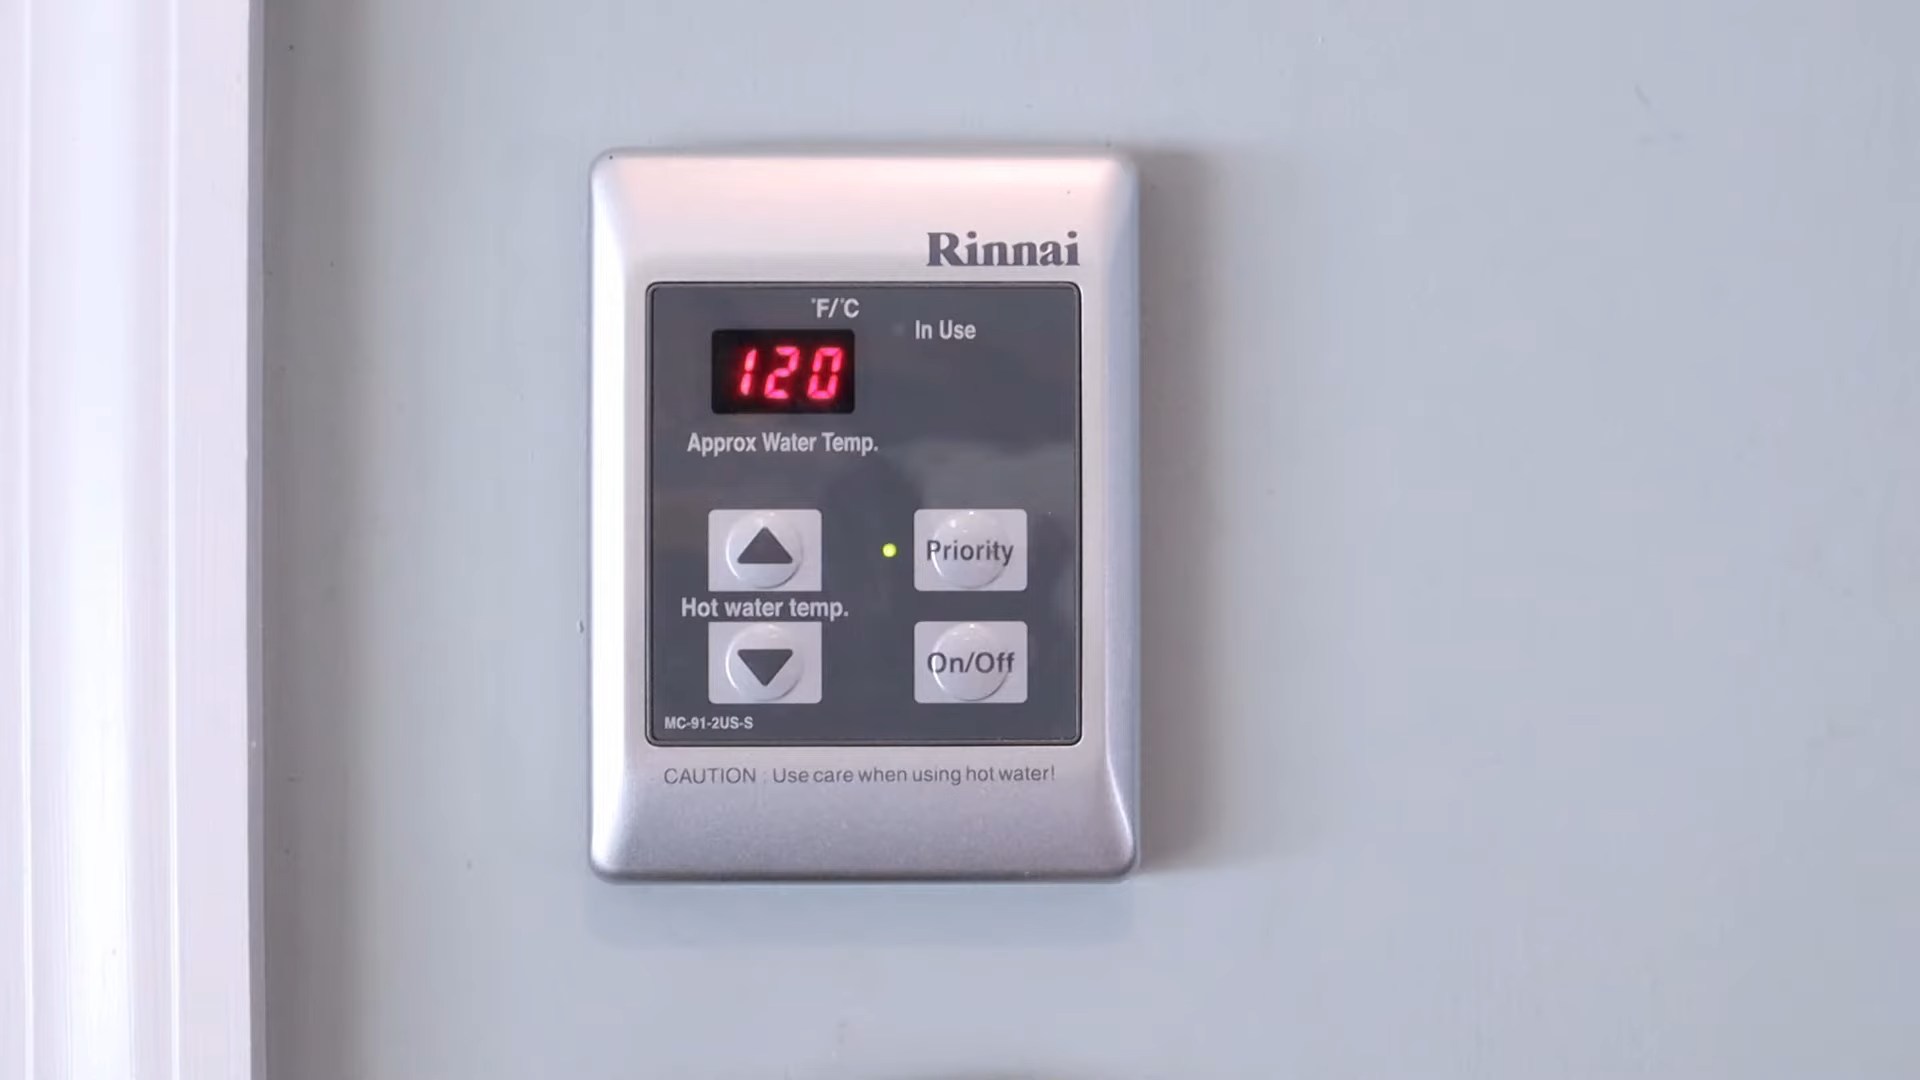 Rinnai
°F/°C
In Use
120
Approx Water Temp.
Priority
Hot water temp.
On/Off
MC-91-2US-S
CAUTION : Use care when using hot water!